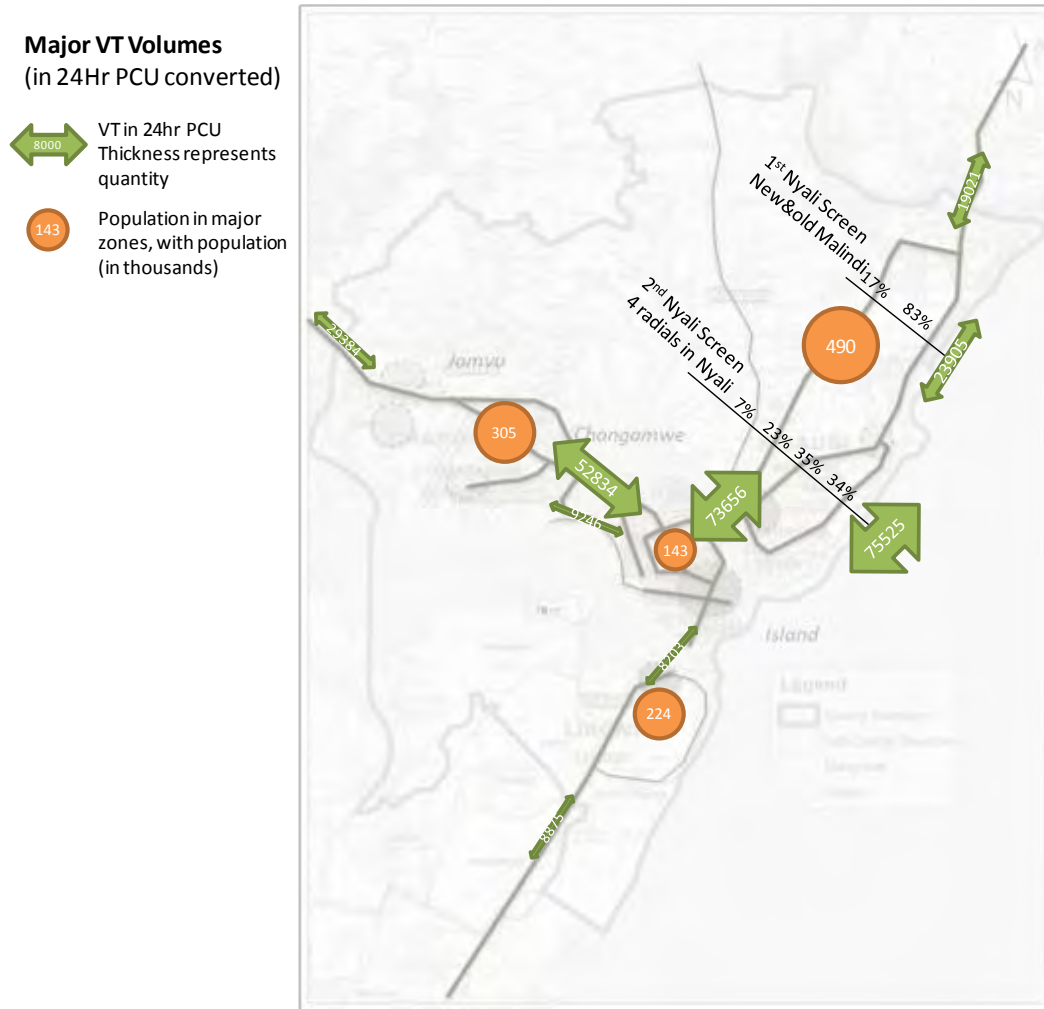 Major VT Volumes
(in 24Hr PCU converted)
8000
VT in 24hr PCU
Thickness represents
quantity
143
Population in major
zones, with population
(in thousands)
N
19021
1st Nyali Screen
New&old Malindi
17%
83%
23905
2nd Nyali Screen
4 radials in Nyali
7%
23%
35%
34%
75525
490
29384
Jomvu
305
Changamwe
52834
9246
73656
143
Island
8203
224
8875
Legend